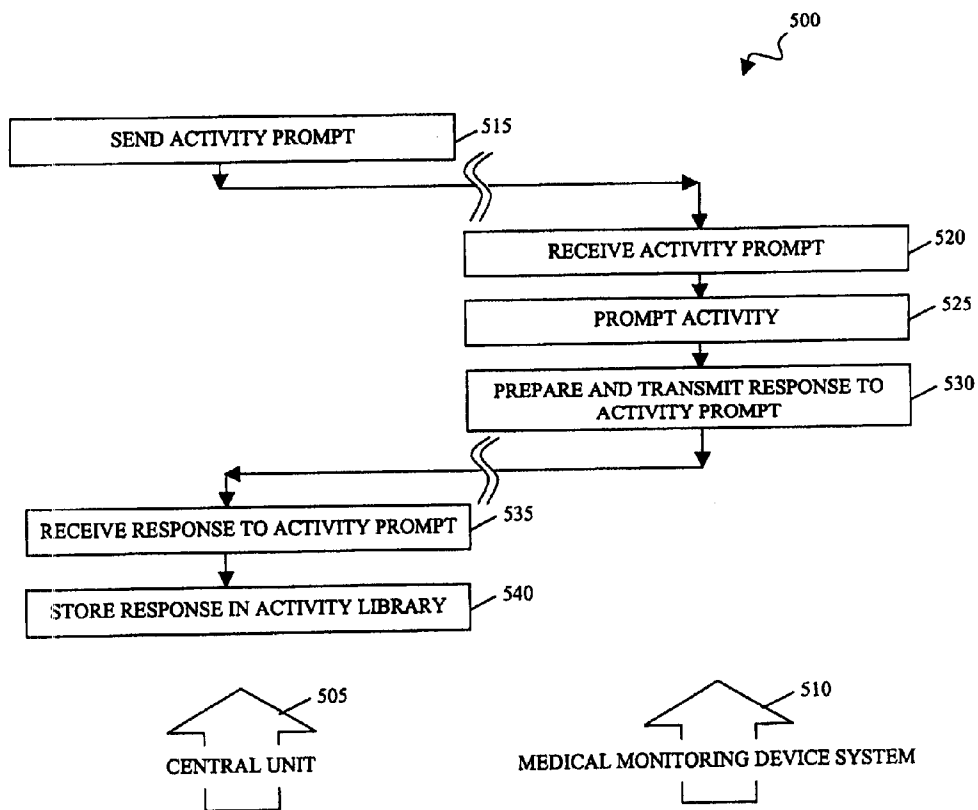 500
SEND ACTIVITY PROMPT
515
RECEIVE ACTIVITY PROMPT
520
PROMPT ACTIVITY
525
PREPARE AND TRANSMIT RESPONSE TO
ACTIVITY PROMPT
530
RECEIVE RESPONSE TO ACTIVITY PROMPT
535
STORE RESPONSE IN ACTIVITY LIBRARY
540
505
CENTRAL UNIT
510
MEDICAL MONITORING DEVICE SYSTEM